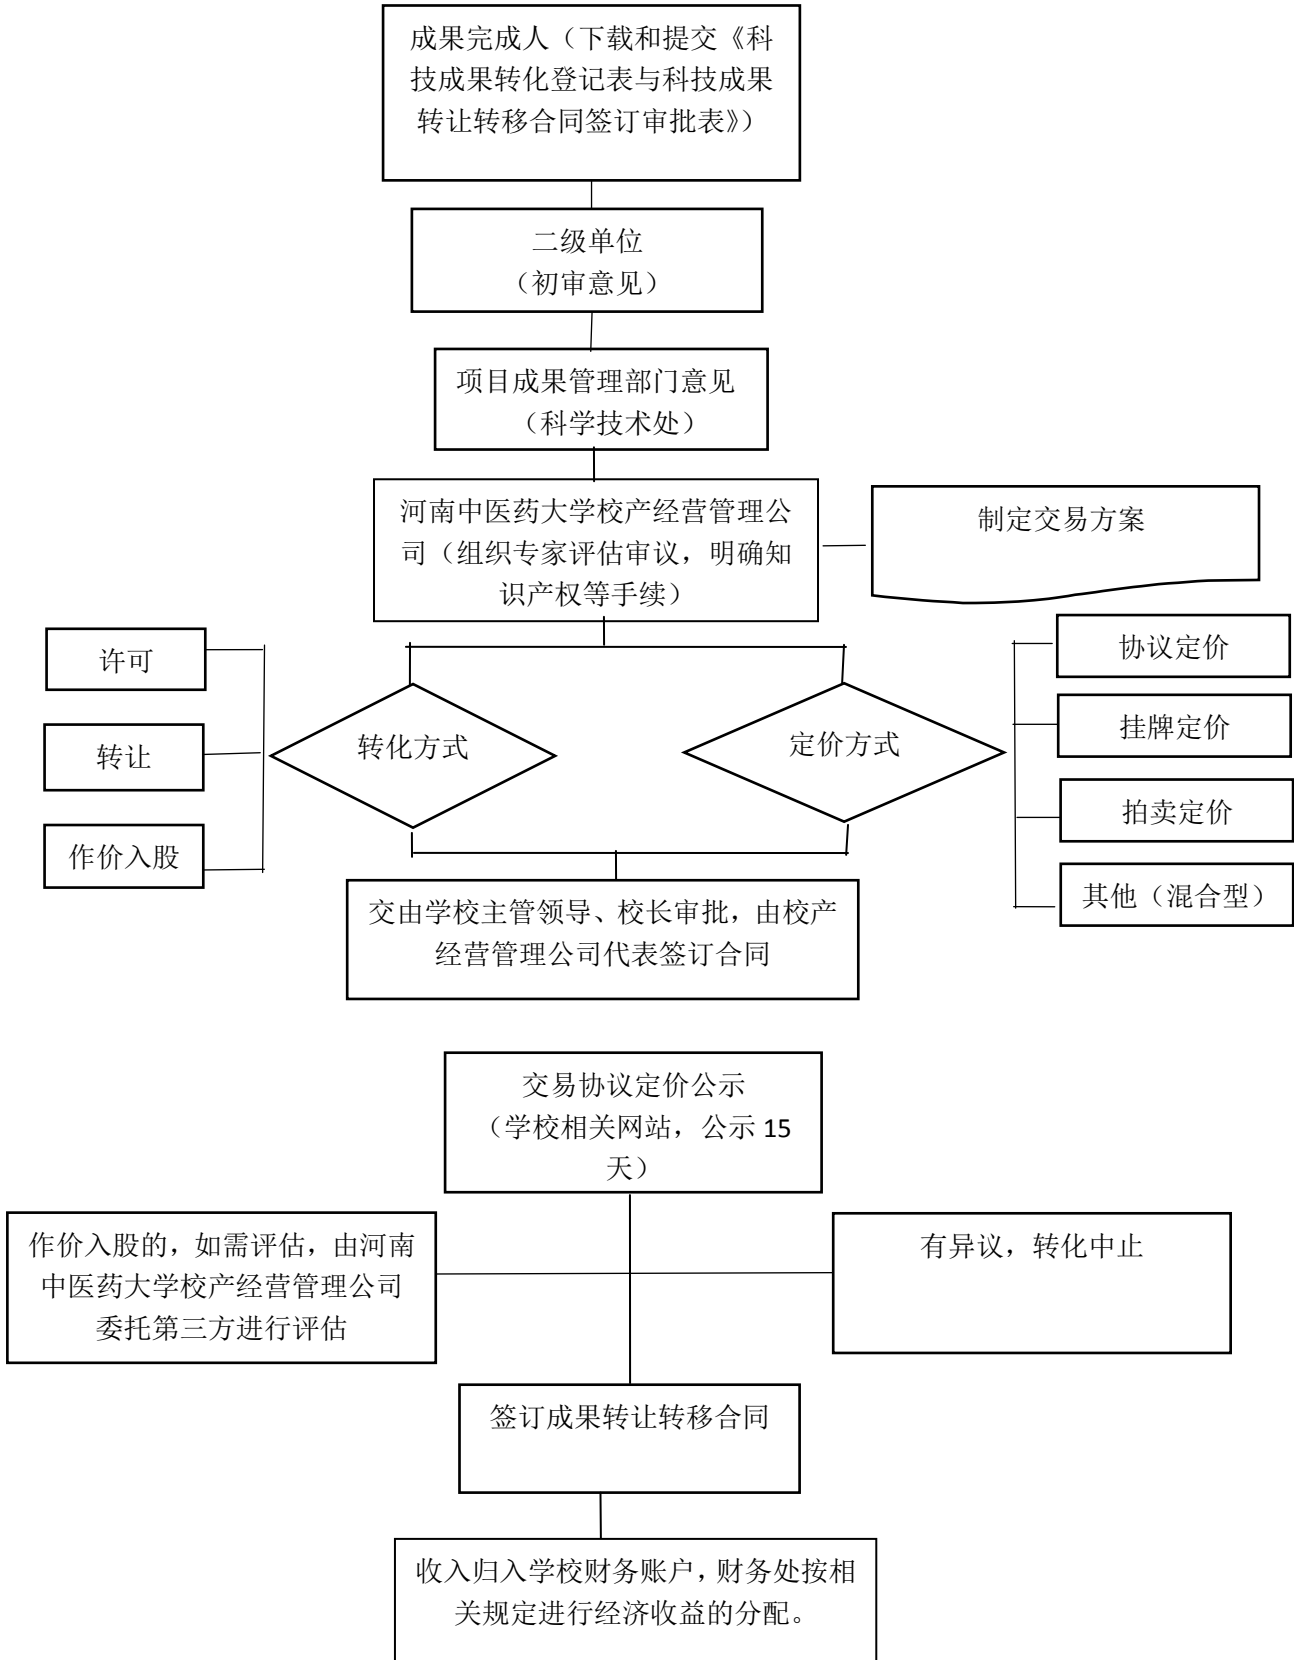 成果完成人（下载和提交《科
技成果转化登记表与科技成果
转让转移合同签订审批表》）
二级单位
（初审意见）
项目成果管理部门意见
（科学技术处）
河南中医药大学校产经营管理公
司（组织专家评估审议，明确知
识产权等手续）
制定交易方案
许可
转让
作价入股
转化方式
定价方式
协议定价
挂牌定价
拍卖定价
其他（混合型）
交由学校主管领导、校长审批，由校产
经营管理公司代表签订合同
交易协议定价公示
（学校相关网站，公示 15
天）
作价入股的，如需评估，由河南
中医药大学校产经营管理公司
委托第三方进行评估
有异议，转化中止
签订成果转让转移合同
收入归入学校财务账户，财务处按相
关规定进行经济收益的分配。